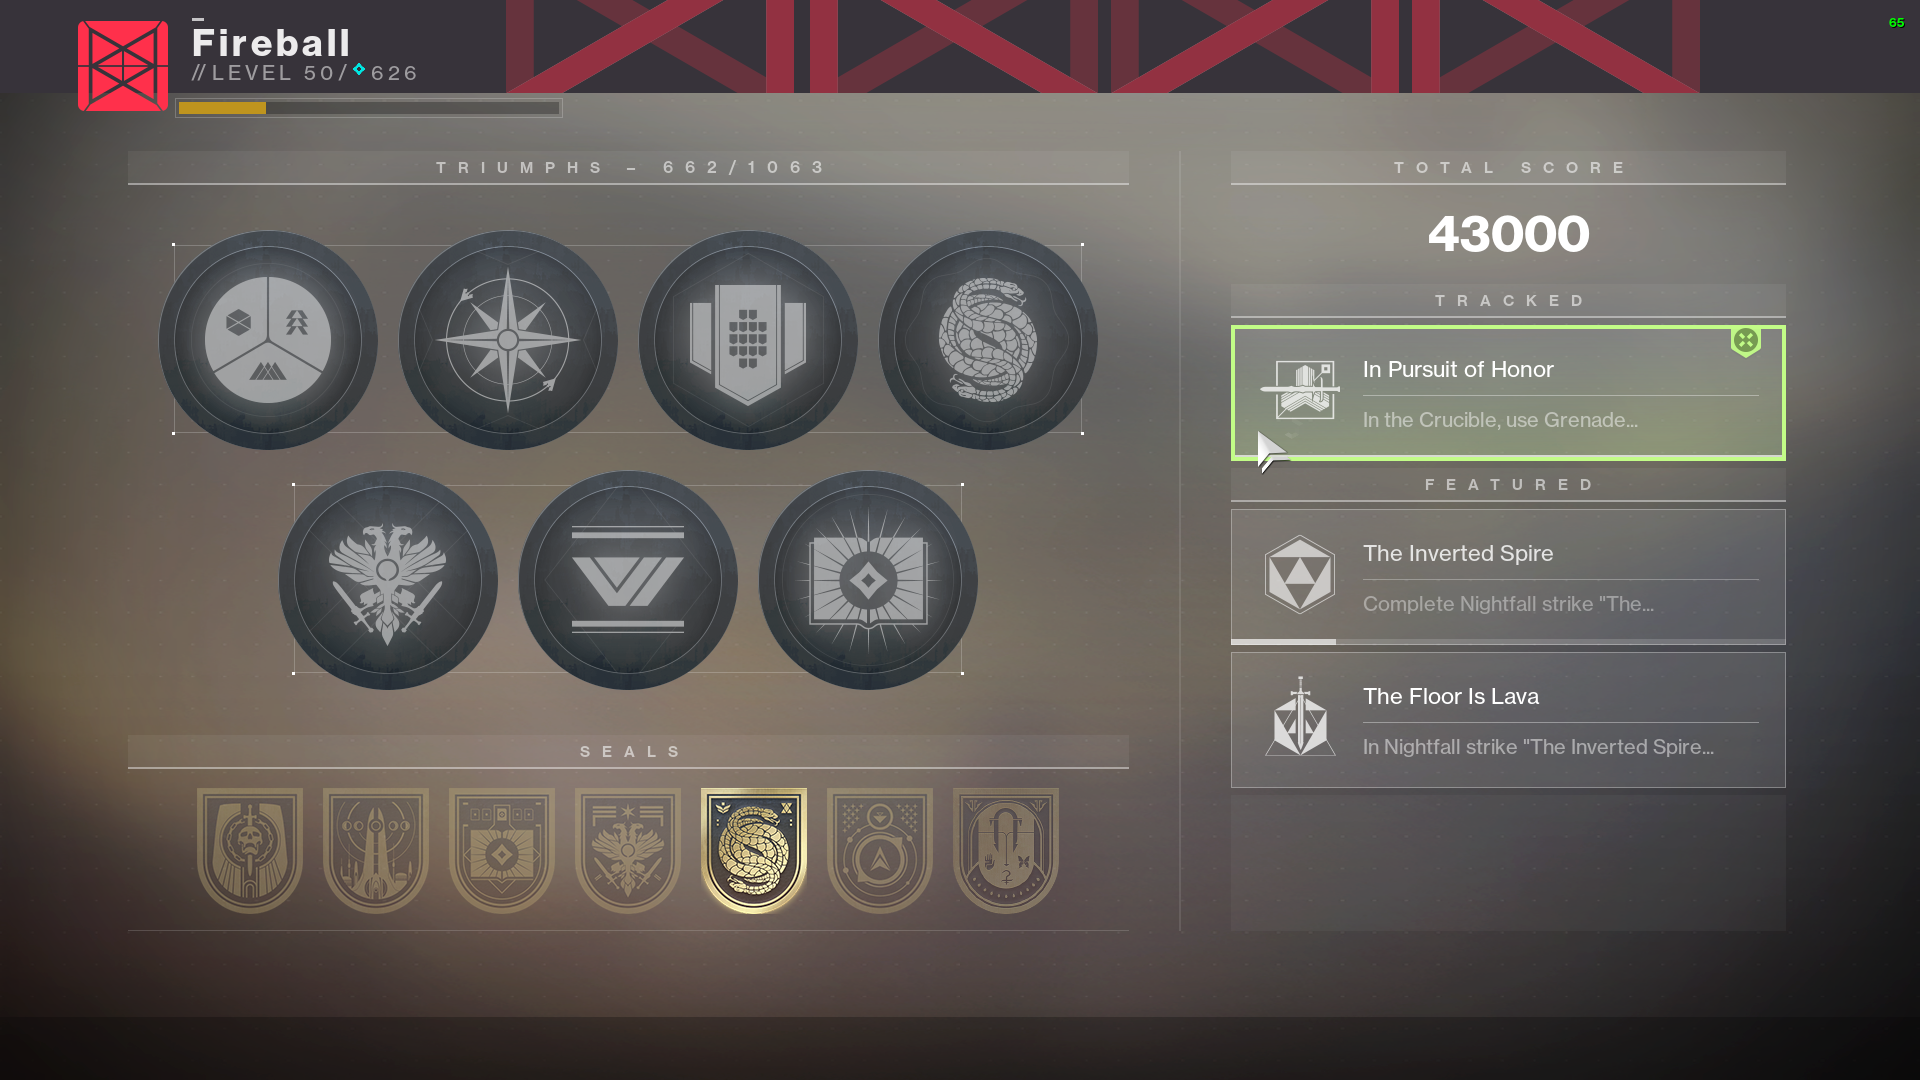 Fireball
//LEVEL 50/626
65
TRIUMPHS – 662/1063
TOTAL SCORE
43000
TRACKED
In Pursuit of Honor
In the Crucible, use Grenade...
FEATURED
The Inverted Spire
Complete Nightfall strike "The...
The Floor Is Lava
In Nightfall strike "The Inverted Spire...
SEALS